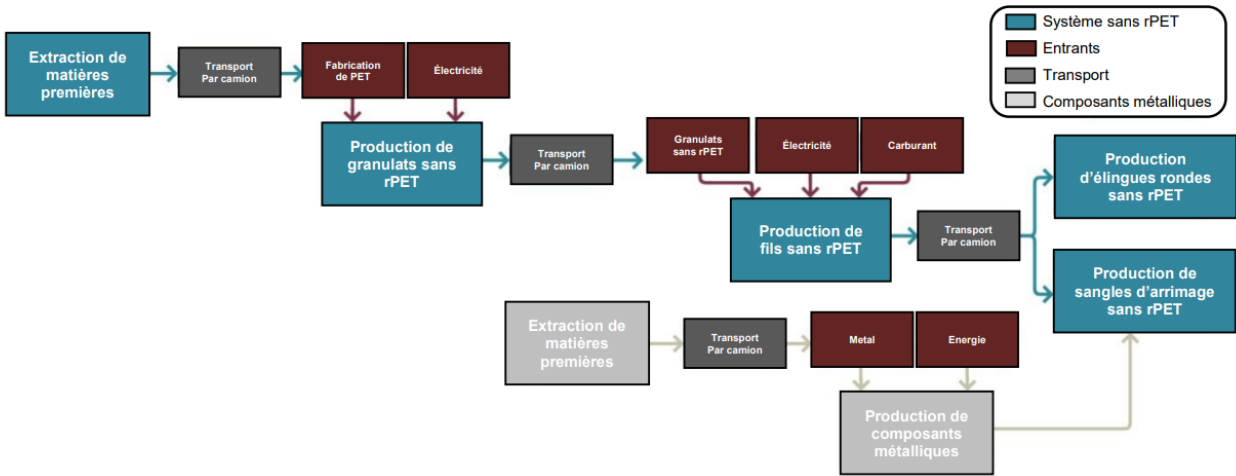 Système sans rPET
Entrants
Transport
Composants métalliques
Extraction de
matières
premières
Transport
Par camion
Fabrication
de PET
Électricité
Production de
granulats sans
rPET
Transport
Par camion
Granulats
sans rPET
Électricité
Carburant
Production de
fils sans rPET
Transport
Par camion
Production
d'élingues rondes
sans rPET
Production de
sangles d'arrimage
sans rPET
Extraction de
matières
premières
Transport
Par camion
Metal
Energie
Production de
composants
métalliques